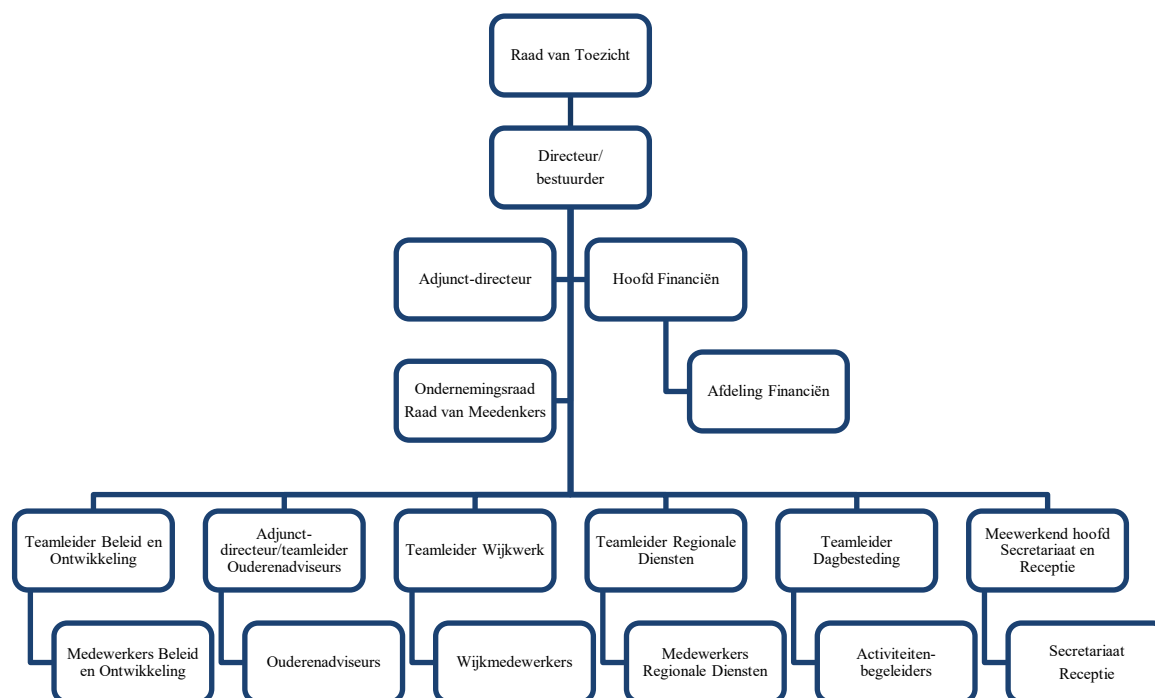 Raad van Toezicht
Directeur/
bestuurder
Adjunct-directeur
Hoofd Financiën
Ondernemingsraad
Raad van Meedenkers
Afdeling Financiën
Teamleider Beleid en
Ontwikkeling
Adjunct-
directeur/teamleider
Ouderenadviseurs
Teamleider Wijkwerk
Teamleider Regionale
Diensten
Teamleider
Dagbesteding
Meewerkend hoofd
Secretariaat en
Receptie
Medewerkers Beleid
en Ontwikkeling
Ouderenadviseurs
Wijkmedewerkers
Medewerkers
Regionale Diensten
Activiteiten-
begeleiders
Secretariaat
Receptie